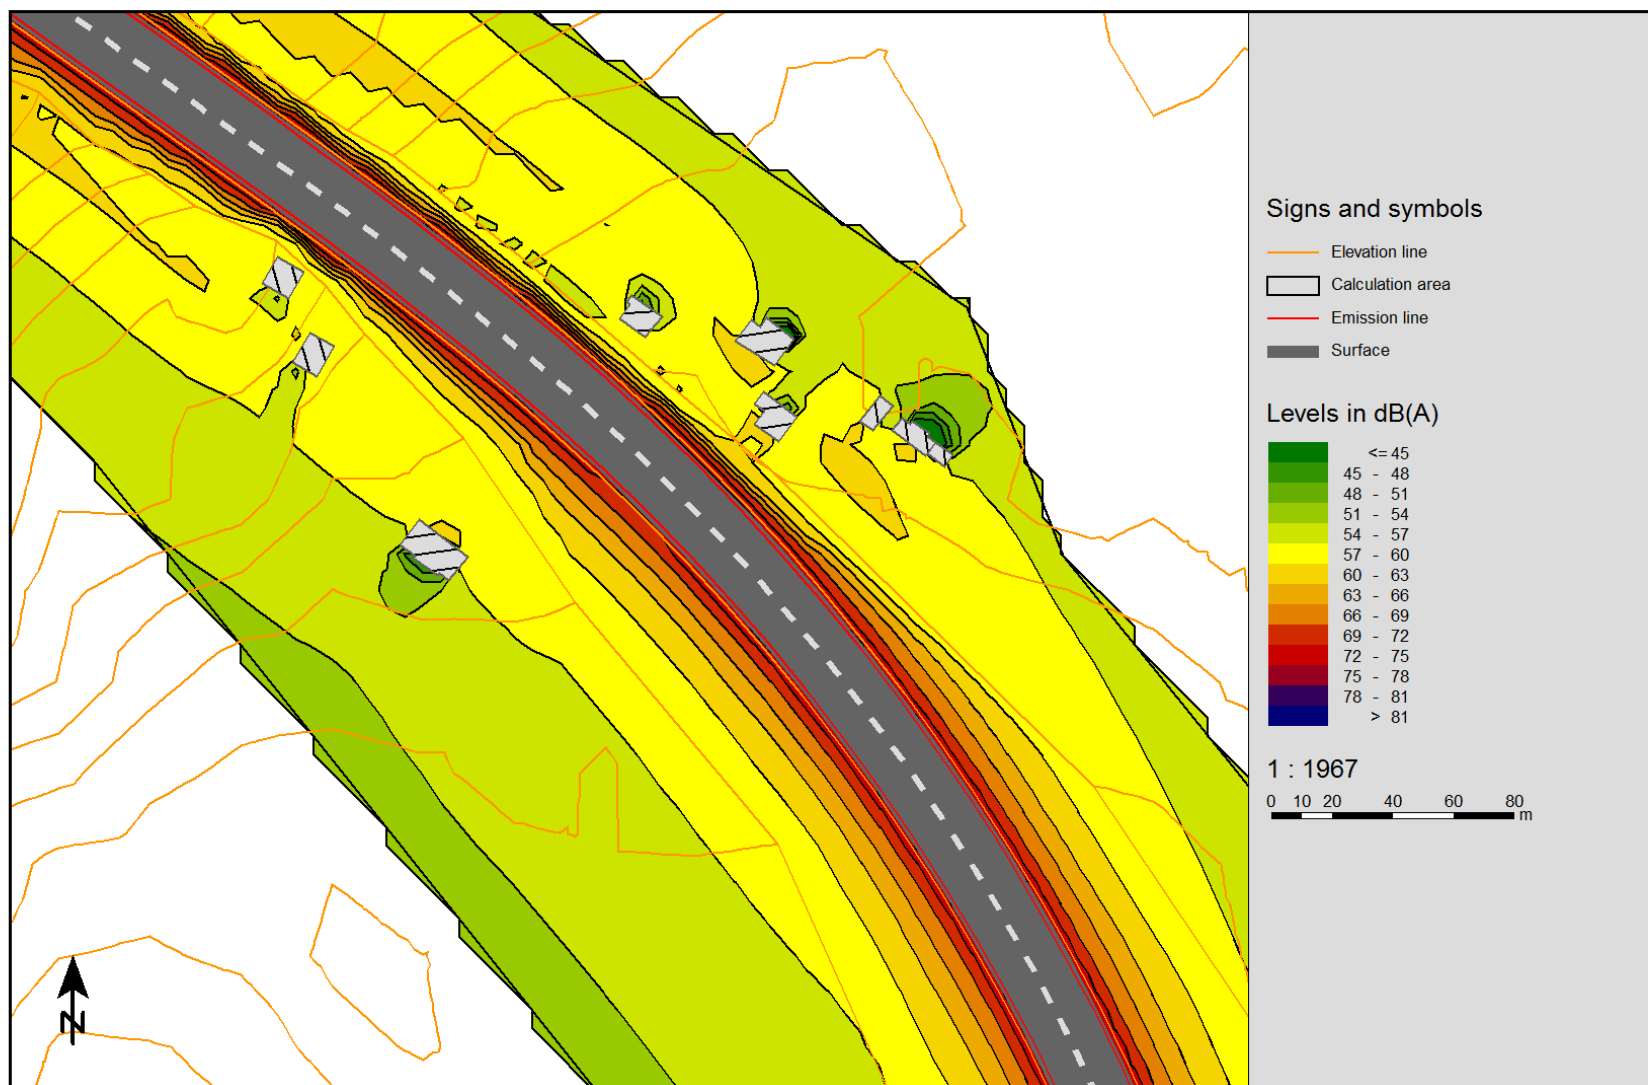 Signs and symbols
Elevation line
Calculation area
Emission line
Surface
Levels in dB(A)
<= 45
45 - 48
48 - 51
51 - 54
54 - 57
57 - 60
60 - 63
63 - 66
66 - 69
69 - 72
72 - 75
75 - 78
78 - 81
> 81
1 : 1967
0 10 20 40 60 80
m
N